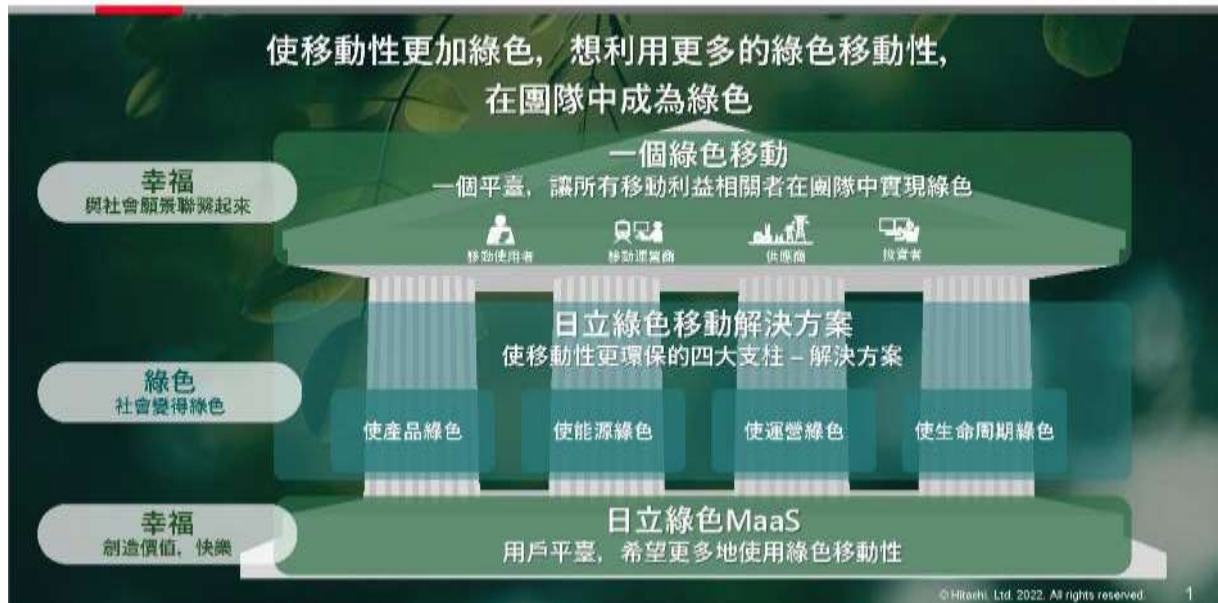 使移動性更加綠色，想利用更多的綠色移動性，
在團隊中成為綠色
一個綠色移動
一個平臺，讓所有移動利益相關者在團隊中實現綠色
幸福
與社會願景聯繫起來
移動使用者
移動運營商
供應商
投資者
日立綠色移動解決方案
使移動性更環保的四大支柱 – 解決方案
綠色
社會變得綠色
使產品綠色
使能源綠色
使運營綠色
使生命周期綠色
幸福
創造價值，快樂
日立綠色MaaS
用戶平臺，希望更多地使用綠色移動性
© Hitachi, Ltd. 2022. All rights reserved.
1